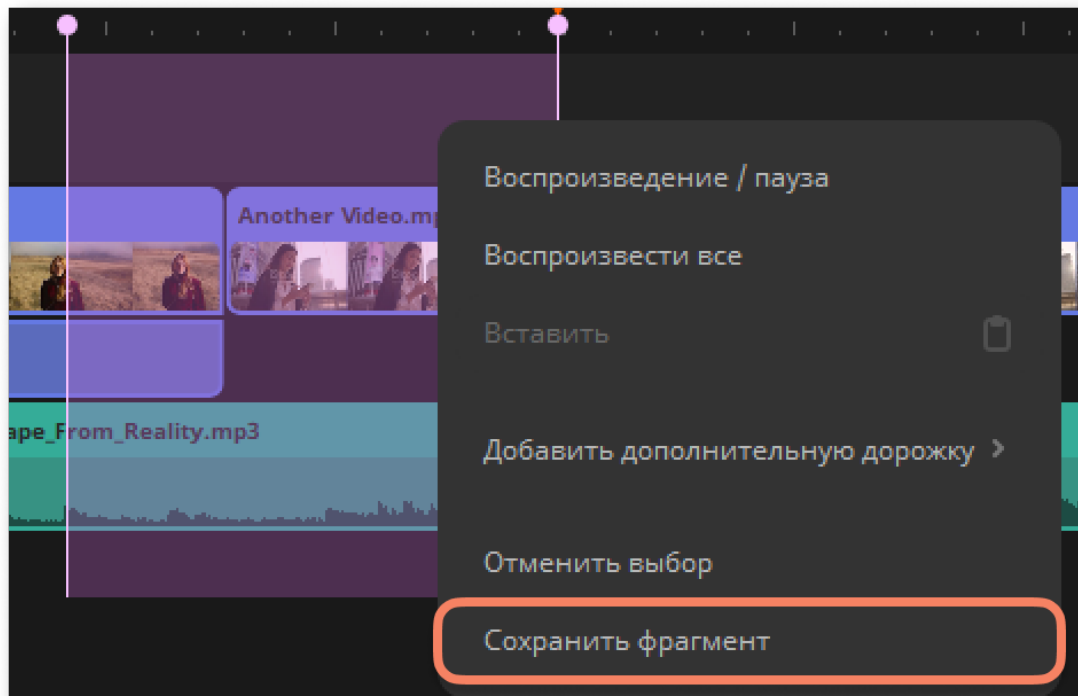 Another Video.mp
ape_From_Reality.mp3
Воспроизведение / пауза
Воспроизвести все
Вставить
Добавить дополнительную дорожку
Отменить выбор
Сохранить фрагмент